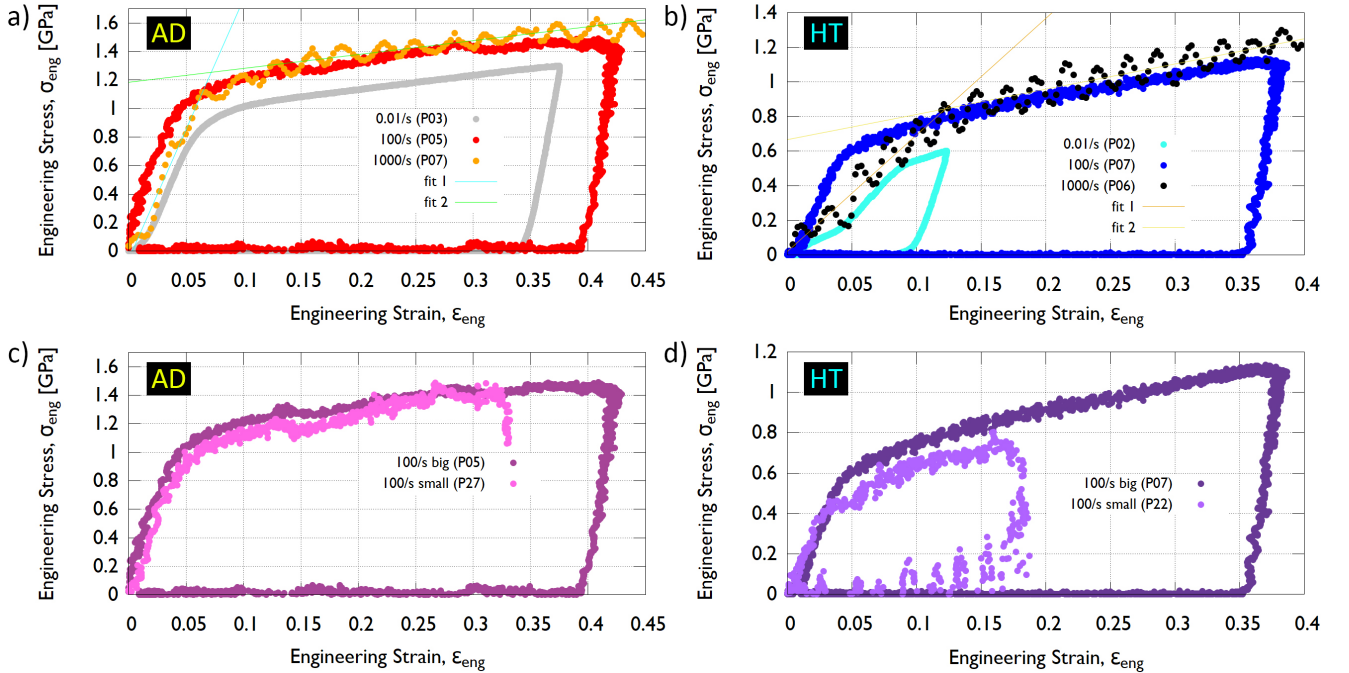 a)
AD
Engineering Stress, σeng [GPa]
1.6
1.4
1.2
1
0.8
0.6
0.4
0.2
0
0.01/s (P03)
100/s (P05)
1000/s (P07)
fit 1
fit 2
0 0.05 0.1 0.15 0.2 0.25 0.3 0.35 0.4 0.45
Engineering Strain, εeng
b)
HT
Engineering Stress, σeng [GPa]
1.4
1.2
1
0.8
0.6
0.4
0.2
0
0.01/s (P02)
100/s (P07)
1000/s (P06)
fit 1
fit 2
0 0.05 0.1 0.15 0.2 0.25 0.3 0.35 0.4
Engineering Strain, εeng
c)
AD
Engineering Stress, σeng [GPa]
1.6
1.4
1.2
1
0.8
0.6
0.4
0.2
0
100/s big (P05)
100/s small (P27)
0 0.05 0.1 0.15 0.2 0.25 0.3 0.35 0.4 0.45
Engineering Strain, εeng
d)
HT
Engineering Stress, σeng [GPa]
1.2
1
0.8
0.6
0.4
0.2
0
100/s big (P07)
100/s small (P22)
0 0.05 0.1 0.15 0.2 0.25 0.3 0.35 0.4
Engineering Strain, εeng